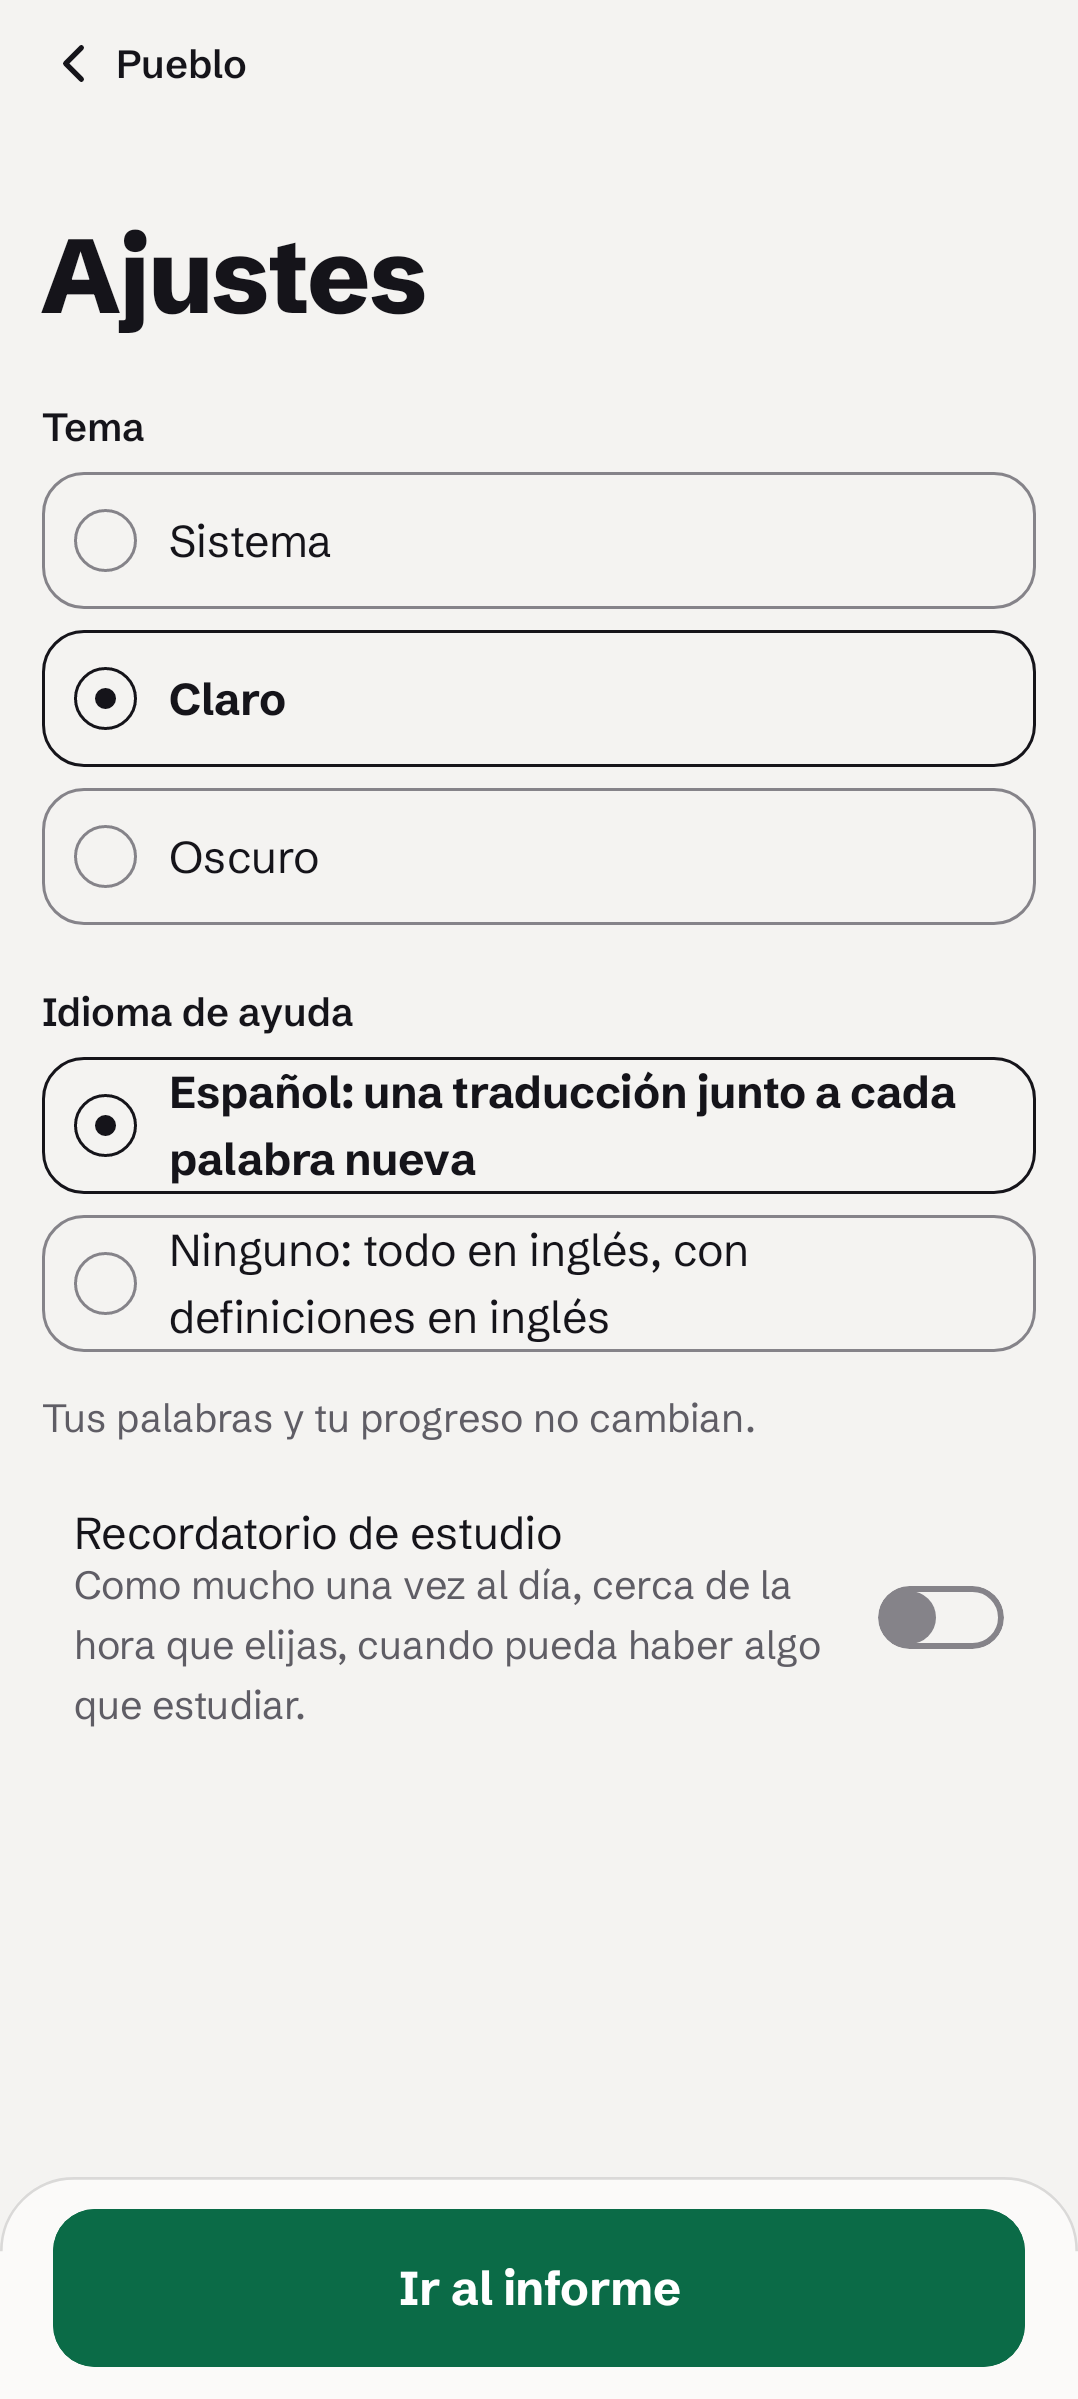 Pueblo
Ajustes
Tema
Sistema
Claro
Oscuro
Idioma de ayuda
Español: una traducción junto a cada
palabra nueva
Ninguno: todo en inglés, con
definiciones en inglés
Tus palabras y tu progreso no cambian.
Recordatorio de estudio
Como mucho una vez al día, cerca de la
hora que elijas, cuando pueda haber algo
que estudiar.
Ir al informe